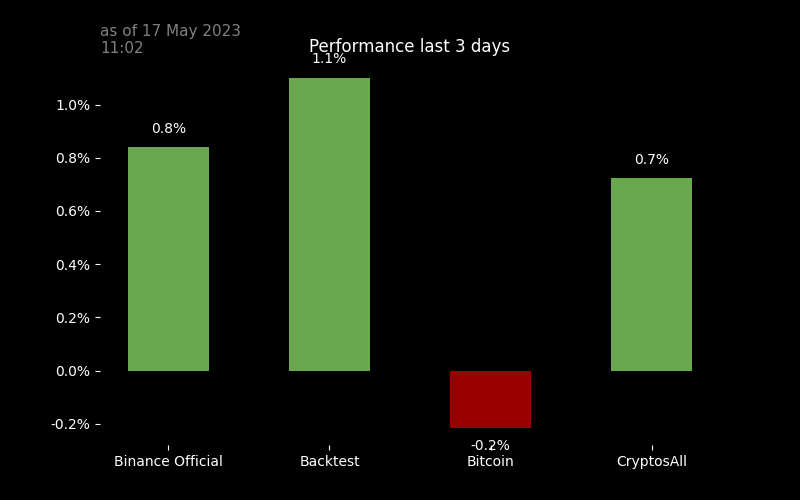 as of 17 May 2023
11:02
Performance last 3 days
1.1%
1.0%
0.8%
0.8%
0.7%
0.6%
0.4%
0.2%
0.0%
-0.2%
-0.2%
Binance Official
Backtest
Bitcoin
CryptosAll